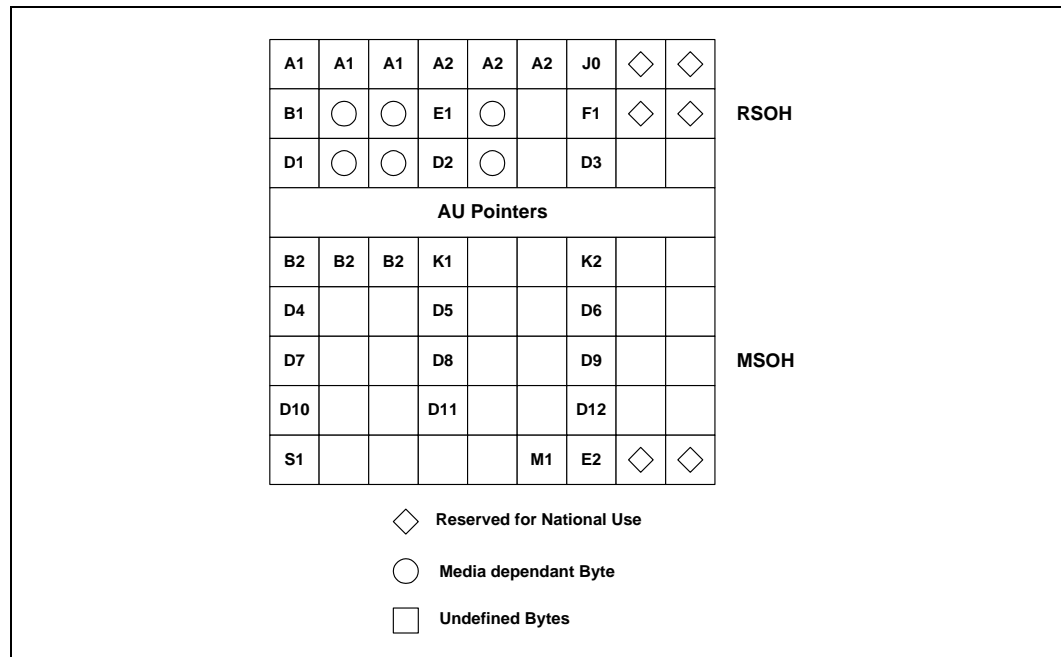 A1 A1 A1 A2 A2 A2 J0
B1 E1 F1 RSOH
D1 D2 D3
AU Pointers
B2 B2 B2 K1 K2
D4 D5 D6
D7 D8 D9 MSOH
D10 D11 D12
S1 M1 E2
Reserved for National Use
Media dependant Byte
Undefined Bytes